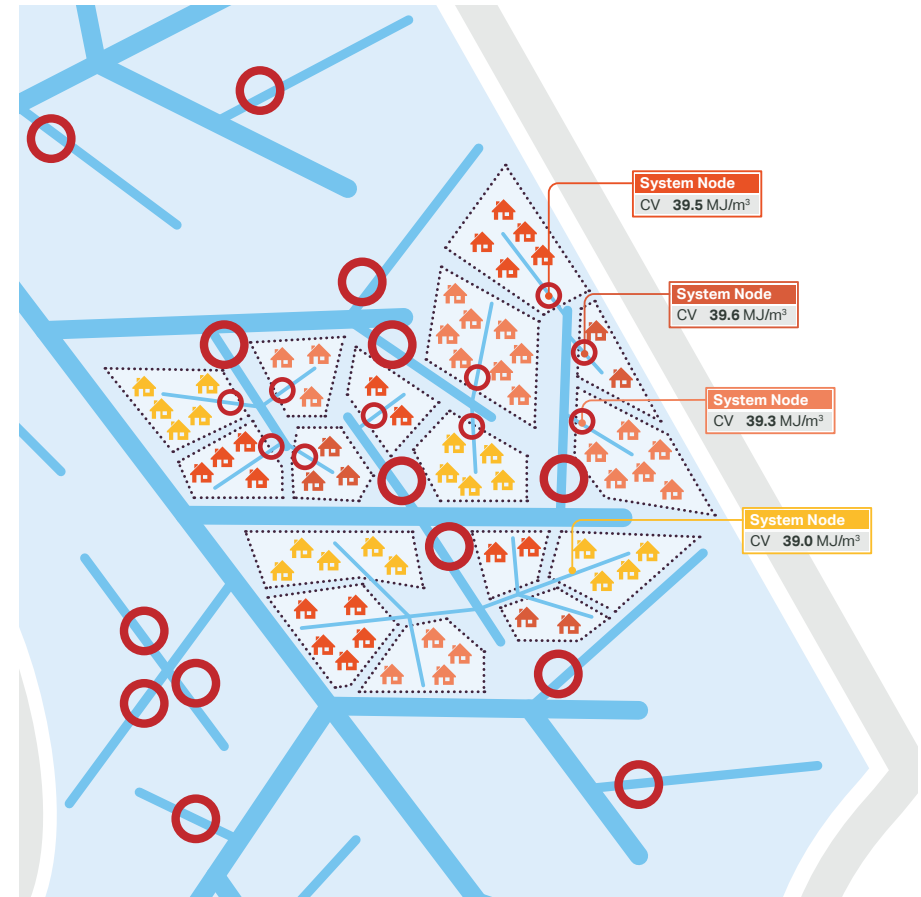 System Node
CV 39.5 MJ/m³
System Node
CV 39.6 MJ/m³
System Node
CV 39.3 MJ/m³
System Node
CV 39.0 MJ/m³